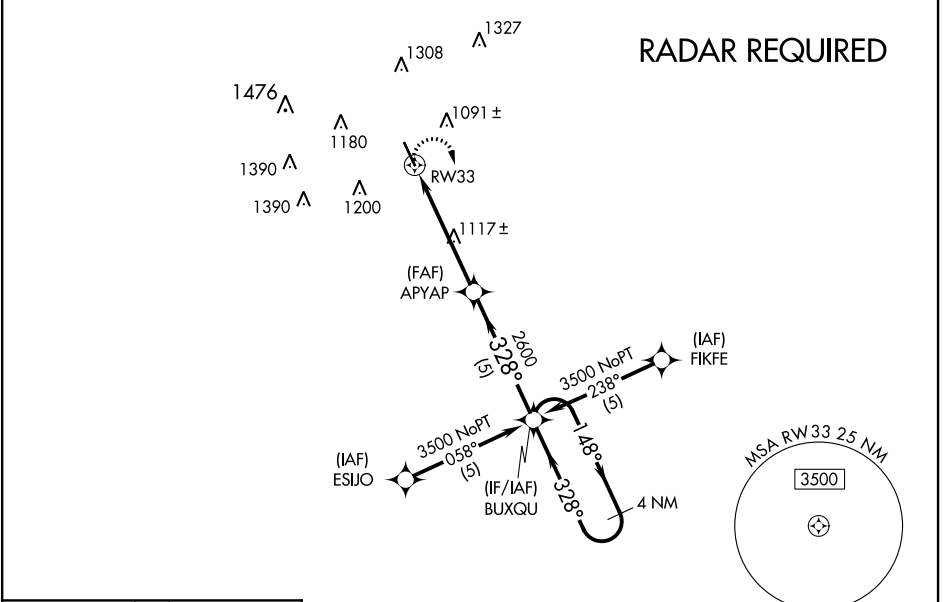 RADAR REQUIRED
1327
1308
1476
1091 ±
1180
1390
RW33
1390
1200
1117 ±
(FAF)
APYAP
2600
328°
(5)
(IAF)
FIKFE
3500 NoPT
238°
(5)
3500 NoPT
058°
(5)
(IAF)
ESIJO
(IF/IAF)
BUXQU
148°
328°
4 NM
MSA RW33 25 NM
3500